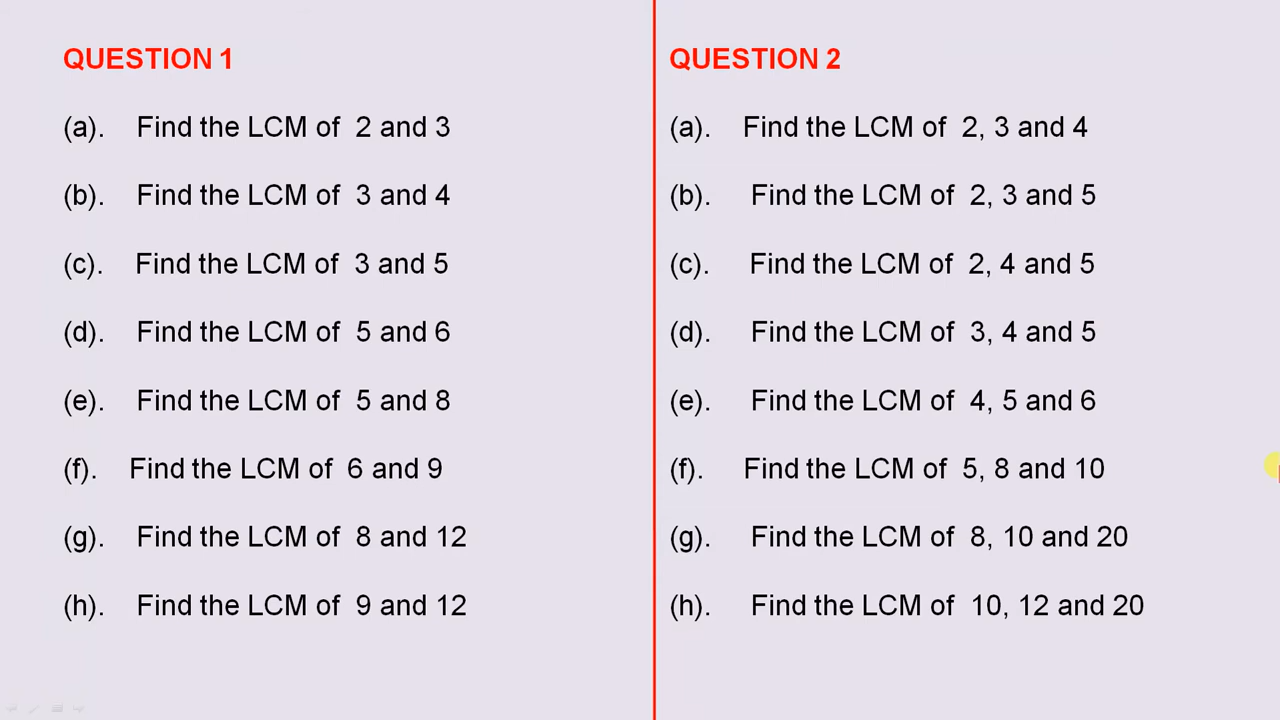 QUESTION 1
(a). Find the LCM of 2 and 3
(b). Find the LCM of 3 and 4
(c). Find the LCM of 3 and 5
(d). Find the LCM of 5 and 6
(e). Find the LCM of 5 and 8
(f). Find the LCM of 6 and 9
(g). Find the LCM of 8 and 12
(h). Find the LCM of 9 and 12
QUESTION 2
(a). Find the LCM of 2, 3 and 4
(b). Find the LCM of 2, 3 and 5
(c). Find the LCM of 2, 4 and 5
(d). Find the LCM of 3, 4 and 5
(e). Find the LCM of 4, 5 and 6
(f). Find the LCM of 5, 8 and 10
(g). Find the LCM of 8, 10 and 20
(h). Find the LCM of 10, 12 and 20